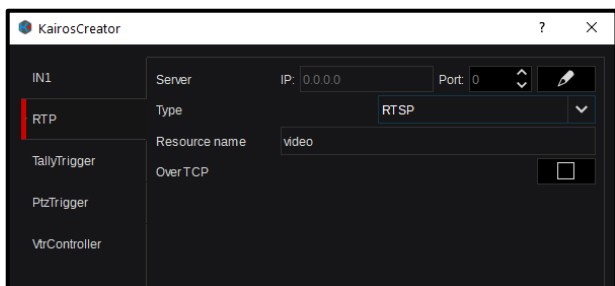 KairosCreator ? ×
IN1
RTP
TallyTrigger
PtzTrigger
VtrController
Server IP: 0.0.0.0 Port: 0
Type RTSP
Resource name video
Over TCP